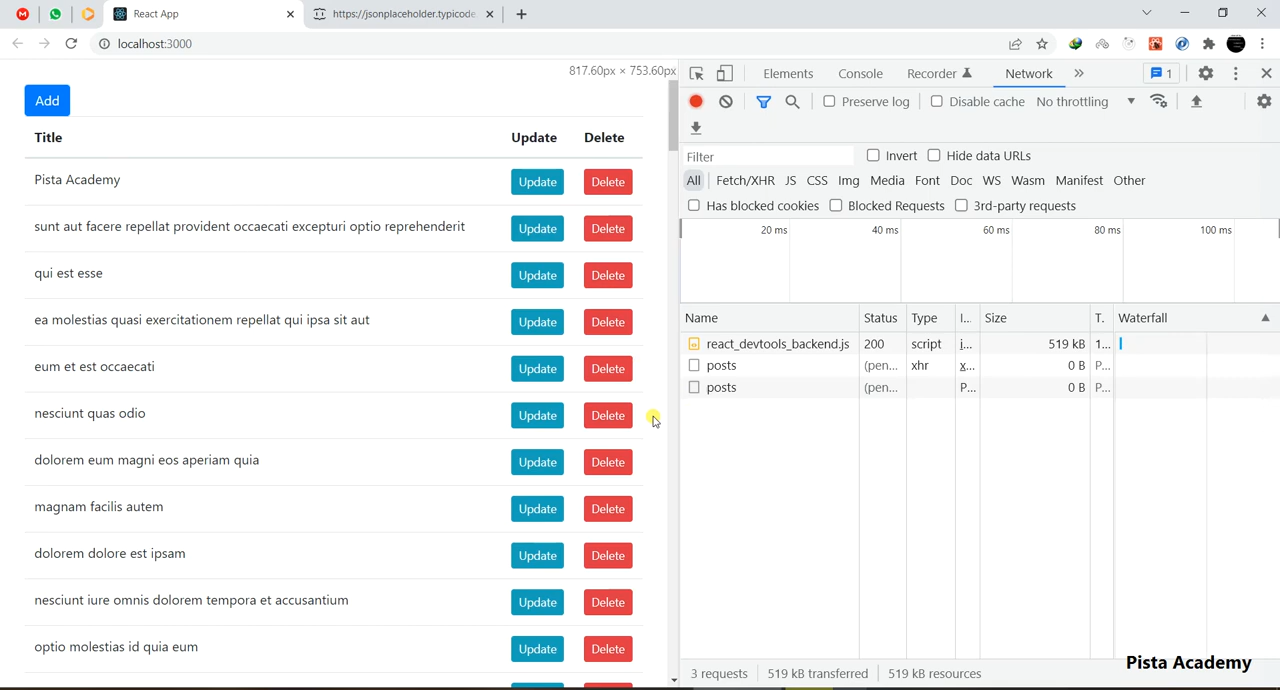 React App
https://jsonplaceholder.typicode.
localhost:3000
817.60px × 753.60px
Add
Title Update Delete
Pista Academy Update Delete
sunt aut facere repellat provident occaecati excepturi optio reprehenderit Update Delete
qui est esse Update Delete
ea molestias quasi exercitationem repellat qui ipsa sit aut Update Delete
eum et est occaecati Update Delete
nesciunt quas odio Update Delete
dolorem eum magni eos aperiam quia Update Delete
magnam facilis autem Update Delete
dolorem dolore est ipsam Update Delete
nesciunt iure omnis dolorem tempora et accusantium Update Delete
optio molestias id quia eum Update Delete
Elements Console Recorder Network 1
Preserve log Disable cache No throttling
Filter Invert Hide data URLs
All Fetch/XHR JS CSS Img Media Font Doc WS Wasm Manifest Other
Has blocked cookies Blocked Requests 3rd-party requests
20 ms 40 ms 60 ms 80 ms 100 ms
Name Status Type I... Size T. Waterfall
react_devtools_backend.js 200 script i... 519 kB 1...
posts (pen... xhr x... 0 B P...
posts (pen... P... 0 B P...
3 requests 519 kB transferred 519 kB resources
Pista Academy